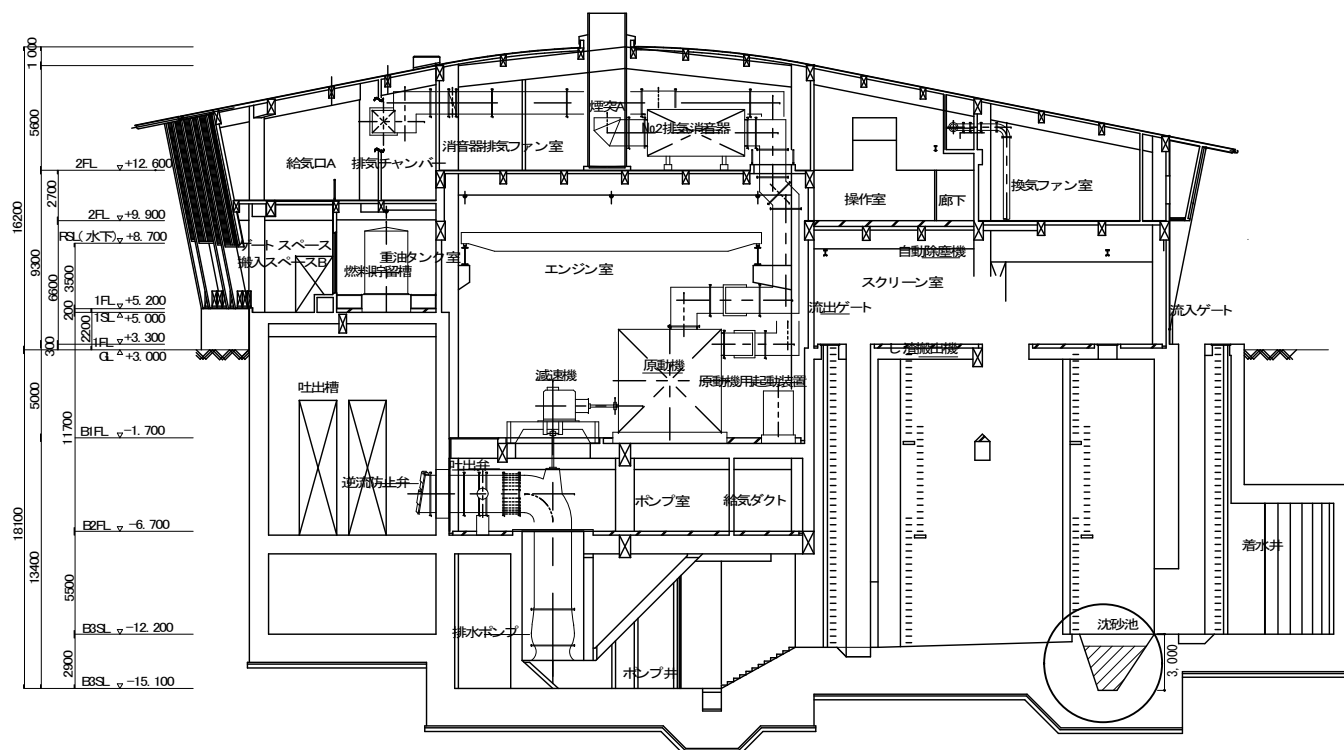 煙突A
№2排気消音器
消音器排気ファン室
給気口A
排気チャンバー
操作室
廊下
換気ファン室
ゲートスペース
搬入スペースB
重油タンク室
燃料貯留槽
エンジン室
自動除塵機
スクリーン室
流出ゲート
流入ゲート
し渣搬出機
吐出槽
減速機
原動機
原動機用起動装置
吐出弁
逆流防止弁
ポンプ室
給気ダクト
着水井
排水ポンプ
ポンプ井
沈砂池
3,000
2FL +12.600
2FL +9.900
RSL(水下) +8.700
1FL +5.200
1SL +5.000
1FL +3.300
GL +3.000
B1FL -1.700
B2FL -6.700
B3SL -12.200
B3SL -15.100
1000
5600
16200
9300
300
2700
6600
3500
200
2200
5000
11700
18100
13400
5500
2900